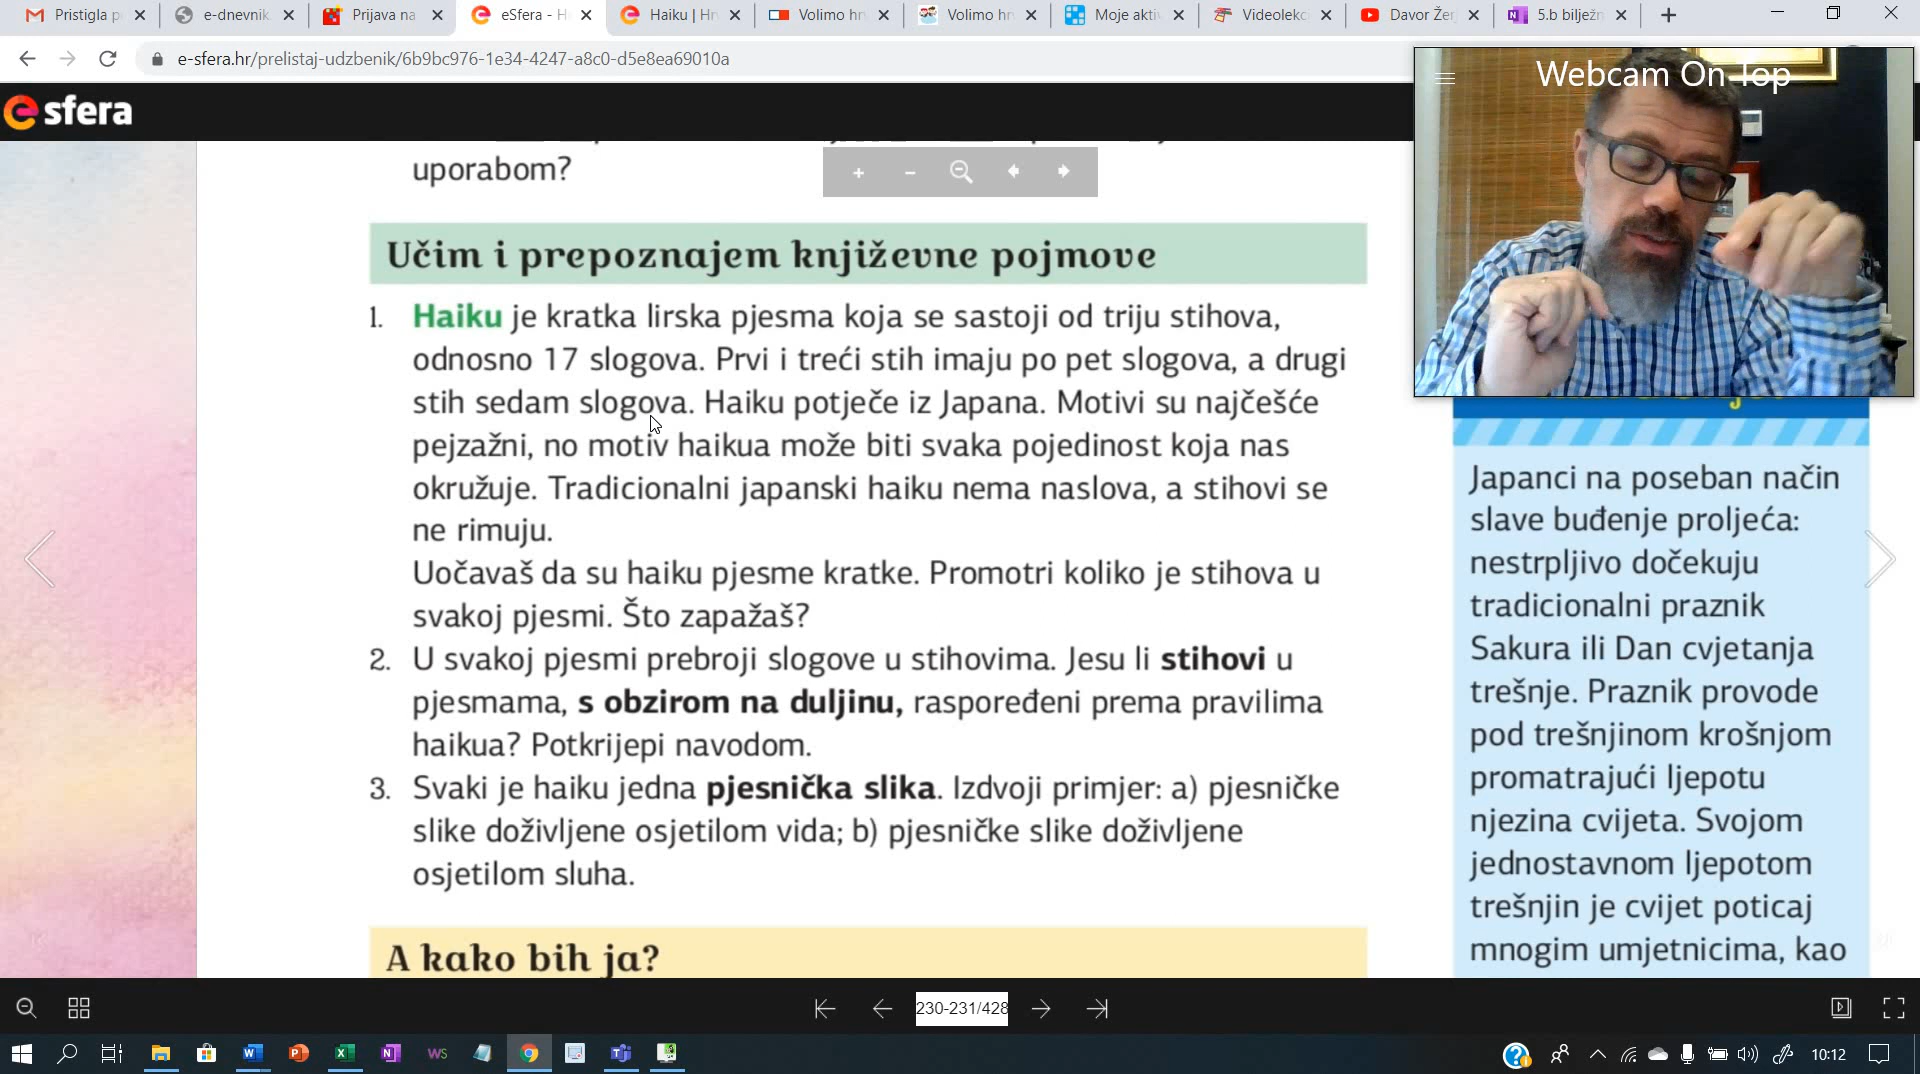 Pristigla p
e-dnevnik
Prijava na
eSfera - H
Haiku | Hr
Volimo hr
Volimo hr
Moje akti
Videolekc
Davor Žer
5.b bilježn
e-sfera.hr/prelistaj-udzbenik/6b9bc976-1e34-4247-a8c0-d5e8ea69010a
Webcam On Top
esfera
uporabom?
Učim i prepoznajem književne pojmove
1. Haiku je kratka lirska pjesma koja se sastoji od triju stihova,
odnosno 17 slogova. Prvi i treći stih imaju po pet slogova, a drugi
stih sedam slogova. Haiku potječe iz Japana. Motivi su najčešće
pejzažni, no motiv haikua može biti svaka pojedinost koja nas
okružuje. Tradicionalni japanski haiku nema naslova, a stihovi se
ne rimuju.
Uočavaš da su haiku pjesme kratke. Promotri koliko je stihova u
svakoj pjesmi. Što zapažaš?
2. U svakoj pjesmi prebroji slogove u stihovima. Jesu li stihovi u
pjesmama, s obzirom na duljinu, raspoređeni prema pravilima
haikua? Potkrijepi navodom.
3. Svaki je haiku jedna pjesnička slika. Izdvoji primjer: a) pjesničke
slike doživljene osjetilom vida; b) pjesničke slike doživljene
osjetilom sluha.
A kako bih ja?
Japanci na poseban način
slave buđenje proljeća:
nestrpljivo dočekuju
tradicionalni praznik
Sakura ili Dan cvjetanja
trešnje. Praznik provode
pod trešnjinom krošnjom
promatrajući ljepotu
njezina cvijeta. Svojom
jednostavnom ljepotom
trešnjin je cvijet poticaj
mnogim umjetnicima, kao
230-231/428
WS
10:12